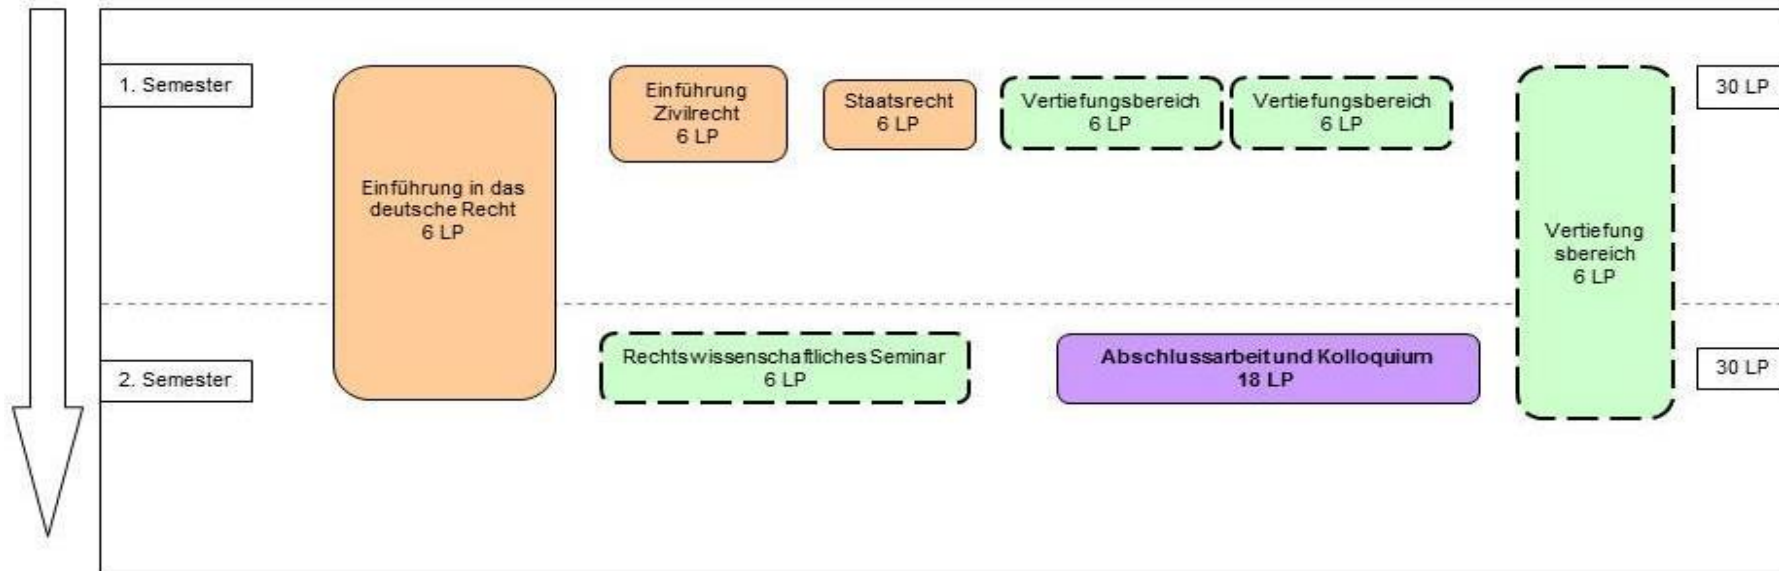 1. Semester
Einführung in das
deutsche Recht
6 LP
Einführung
Zivilrecht
6 LP
Staatsrecht
6 LP
Vertiefungsbereich
6 LP
Vertiefungsbereich
6 LP
Vertiefung
sbereich
6 LP
30 LP
2. Semester
Rechtswissenschaftliches Seminar
6 LP
Abschlussarbeit und Kolloquium
18 LP
30 LP